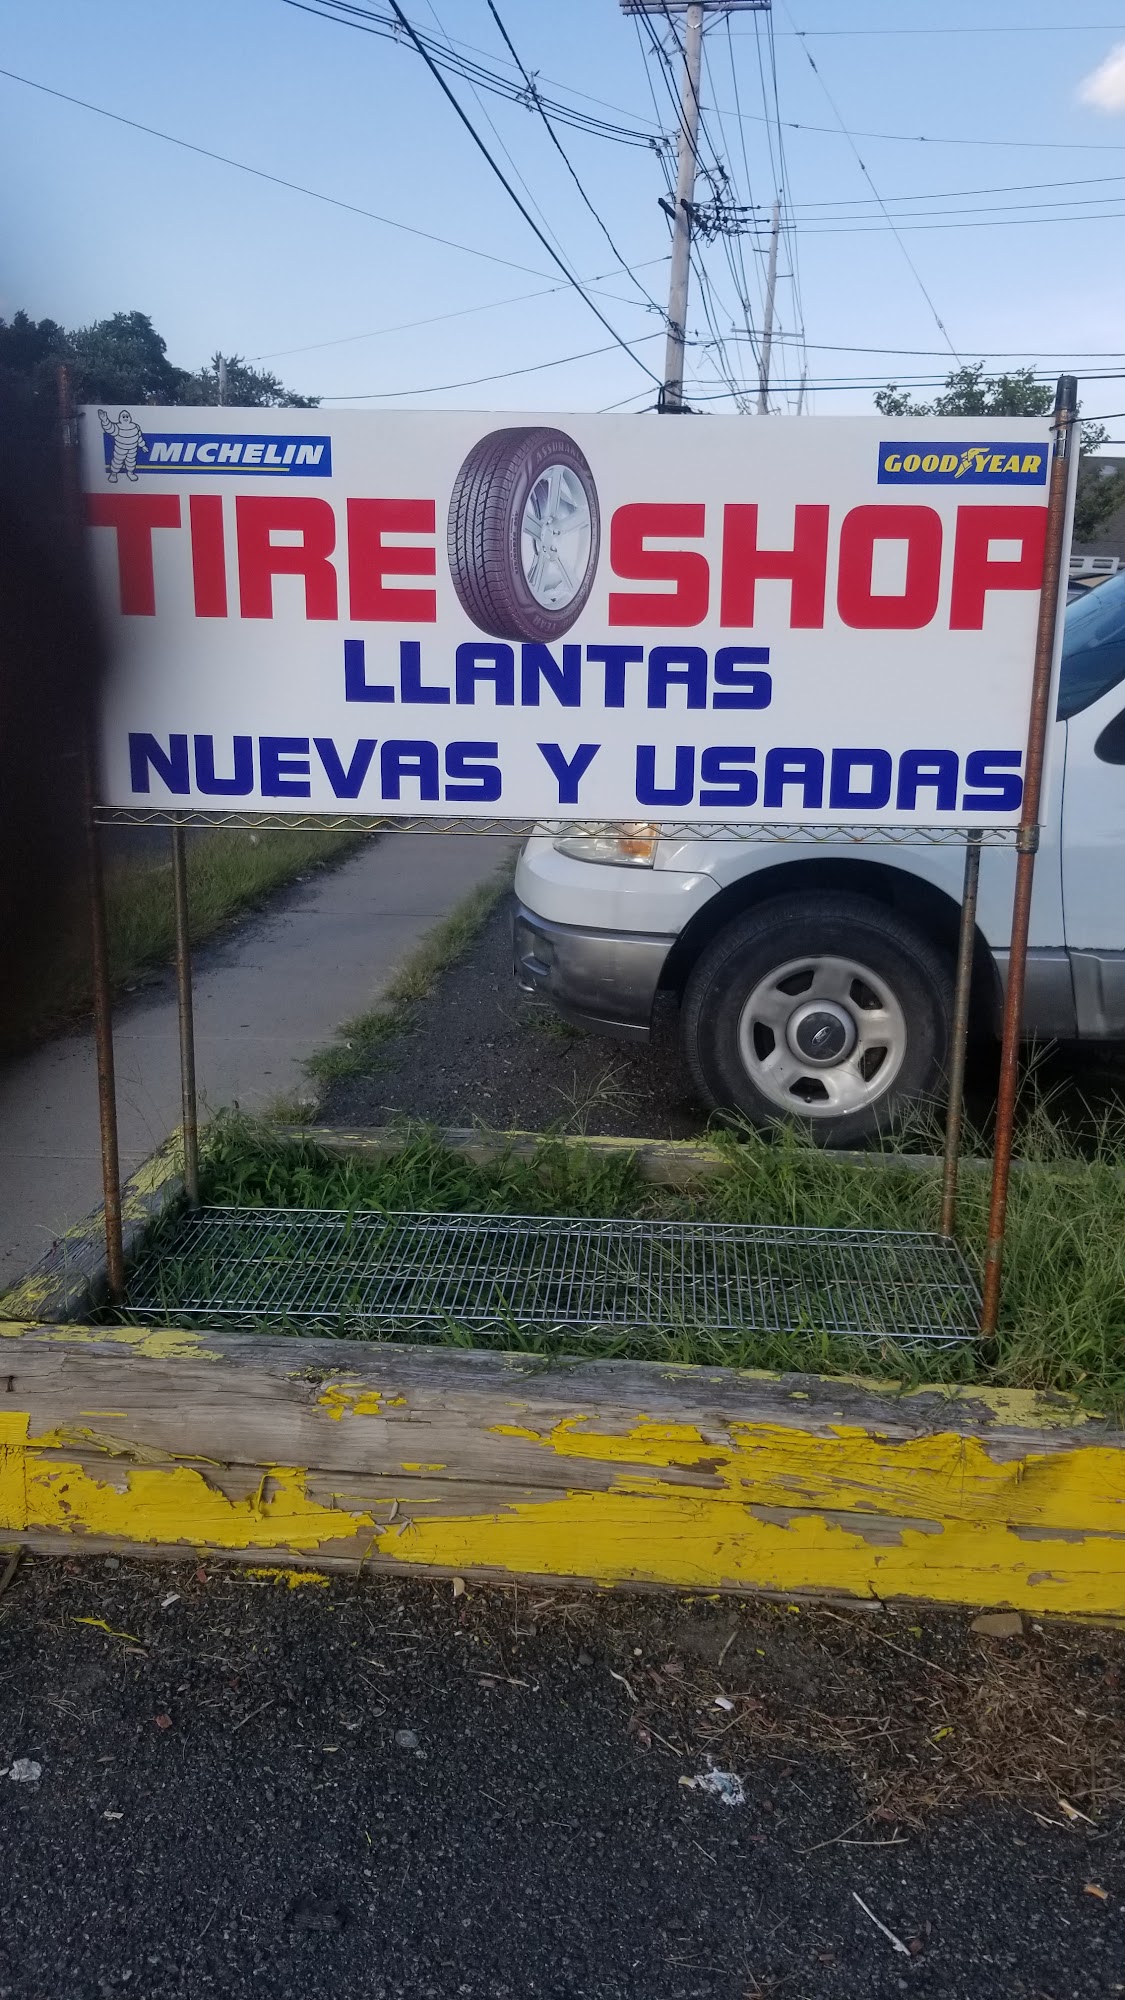 MICHELIN
GOODYEAR
TIRE SHOP
LLANTAS
NUEVAS Y USADAS